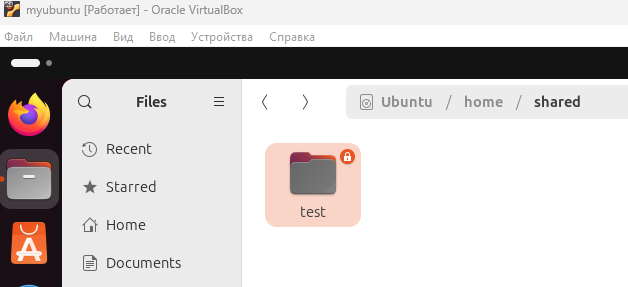 myubuntu [Работает] - Oracle VirtualBox
Файл Машина Вид Ввод Устройства Справка
Files
Ubuntu / home / shared
Recent
Starred
Home
Documents
test